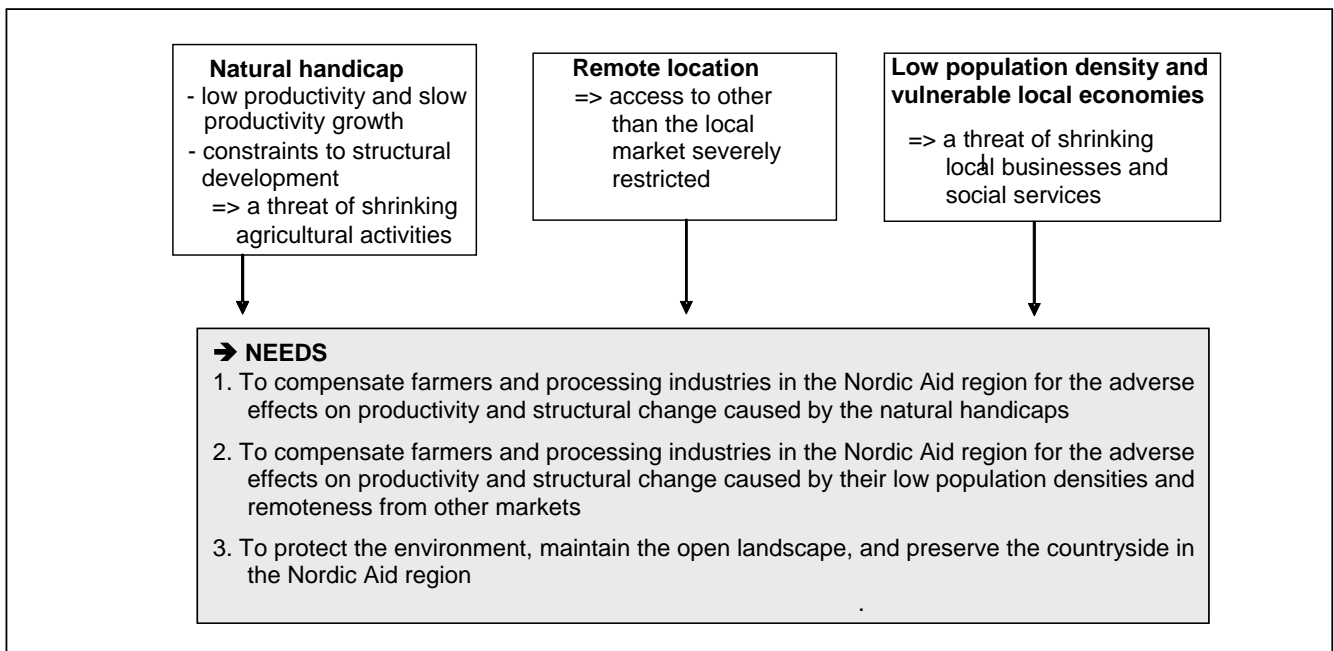 Natural handicap
- low productivity and slow
productivity growth
- constraints to structural
development
=> a threat of shrinking
agricultural activities
Remote location
=> access to other
than the local
market severely
restricted
Low population density and
vulnerable local economies
=> a threat of shrinking
local businesses and
social services
➔ NEEDS
1. To compensate farmers and processing industries in the Nordic Aid region for the adverse
effects on productivity and structural change caused by the natural handicaps
2. To compensate farmers and processing industries in the Nordic Aid region for the adverse
effects on productivity and structural change caused by their low population densities and
remoteness from other markets
3. To protect the environment, maintain the open landscape, and preserve the countryside in
the Nordic Aid region
.